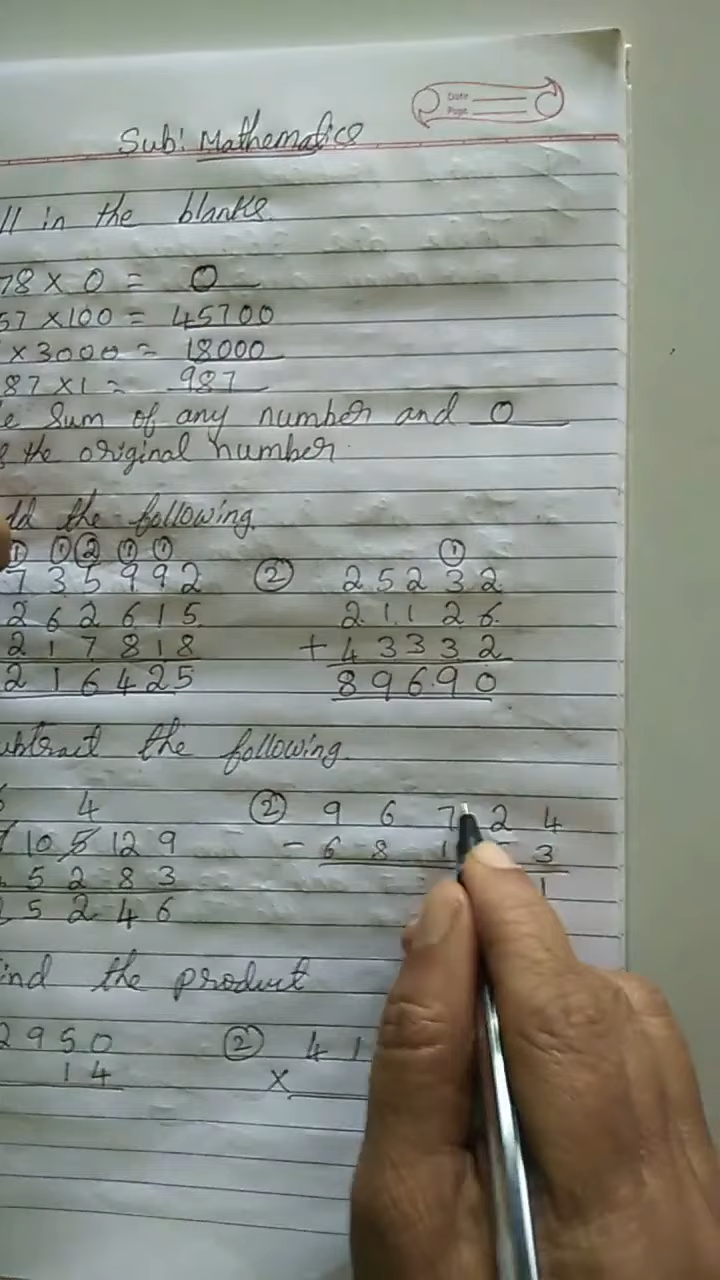 Date
Page
Sub: Mathematics
ll in the blanks
78 × 0 = 0
57 × 100 = 45700
× 3000 = 18000
87 × 1 = 987
e sum of any number and 0
the original number.
dd the following.
1 1 2 1 1
7 3 5 9 9 2
2 6 2 6 1 5
2 1 7 8 1 8
2 1 6 4 2 5
1
2 2 5 2 3 2
2 1 1 2 6
+ 4 3 3 3 2
8 9 6 9 0
ubtract the following.
4
10 5 12 9
5 2 8 3
2 5 2 4 6
2 9 6 7 2 4
- 6 8 1 3
1
ind the product
2 9 5 0
1 4
2 4 1
×